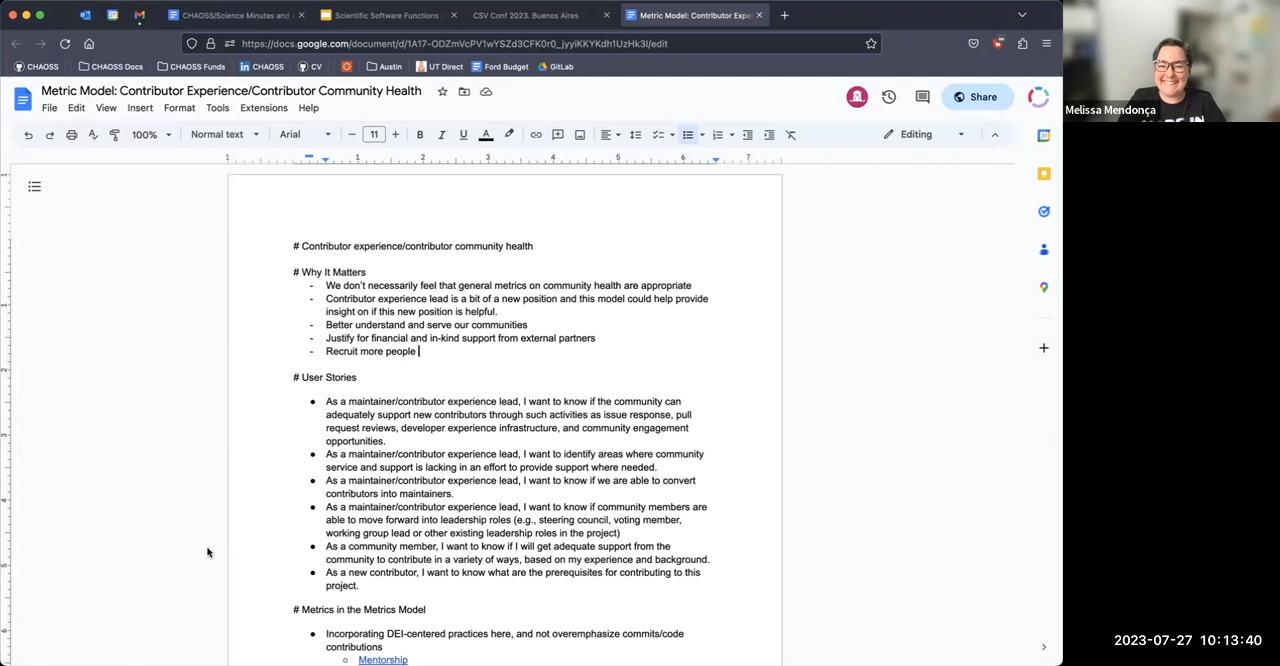 CHAOSS/Science Minutes and
Scientific Software Functions
CSV Conf 2023. Buenos Aires
Metric Model: Contributor Expe
https://docs.google.com/document/d/1A17-ODZmVcPV1wYSZd3CFK0r0_jyyiKKYKdh1UzHk3I/edit
CHAOSS
CHAOSS Docs
CHAOSS Funds
CHAOSS
CV
Austin
UT Direct
Ford Budget
GitLab
Metric Model: Contributor Experience/Contributor Community Health
File Edit View Insert Format Tools Extensions Help
Share
100% Normal text Arial 11 Editing
1 1 2 3 4 5 6 7
# Contributor experience/contributor community health
# Why It Matters
- We don't necessarily feel that general metrics on community health are appropriate
- Contributor experience lead is a bit of a new position and this model could help provide
insight on if this new position is helpful.
- Better understand and serve our communities
- Justify for financial and in-kind support from external partners
- Recruit more people
# User Stories
● As a maintainer/contributor experience lead, I want to know if the community can
adequately support new contributors through such activities as issue response, pull
request reviews, developer experience infrastructure, and community engagement
opportunities.
● As a maintainer/contributor experience lead, I want to identify areas where community
service and support is lacking in an effort to provide support where needed.
● As a maintainer/contributor experience lead, I want to know if we are able to convert
contributors into maintainers.
● As a maintainer/contributor experience lead, I want to know if community members are
able to move forward into leadership roles (e.g., steering council, voting member,
working group lead or other existing leadership roles in the project)
● As a community member, I want to know if I will get adequate support from the
community to contribute in a variety of ways, based on my experience and background.
● As a new contributor, I want to know what are the prerequisites for contributing to this
project.
# Metrics in the Metrics Model
● Incorporating DEI-centered practices here, and not overemphasize commits/code
contributions
○ Mentorship
Melissa Mendonça
2023-07-27 10:13:40